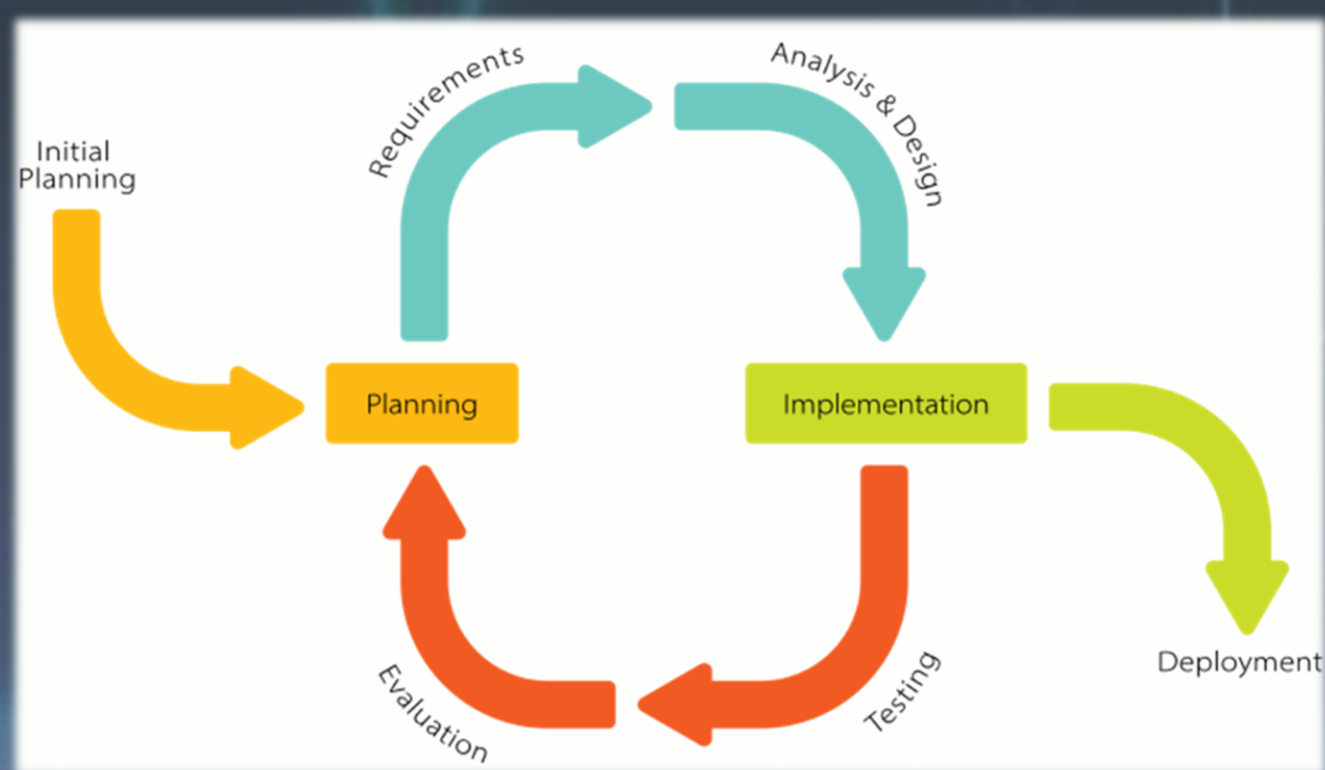 Requirements
Analysis & Design
Initial
Planning
Planning
Implementation
Deployment
Evaluation
Testing